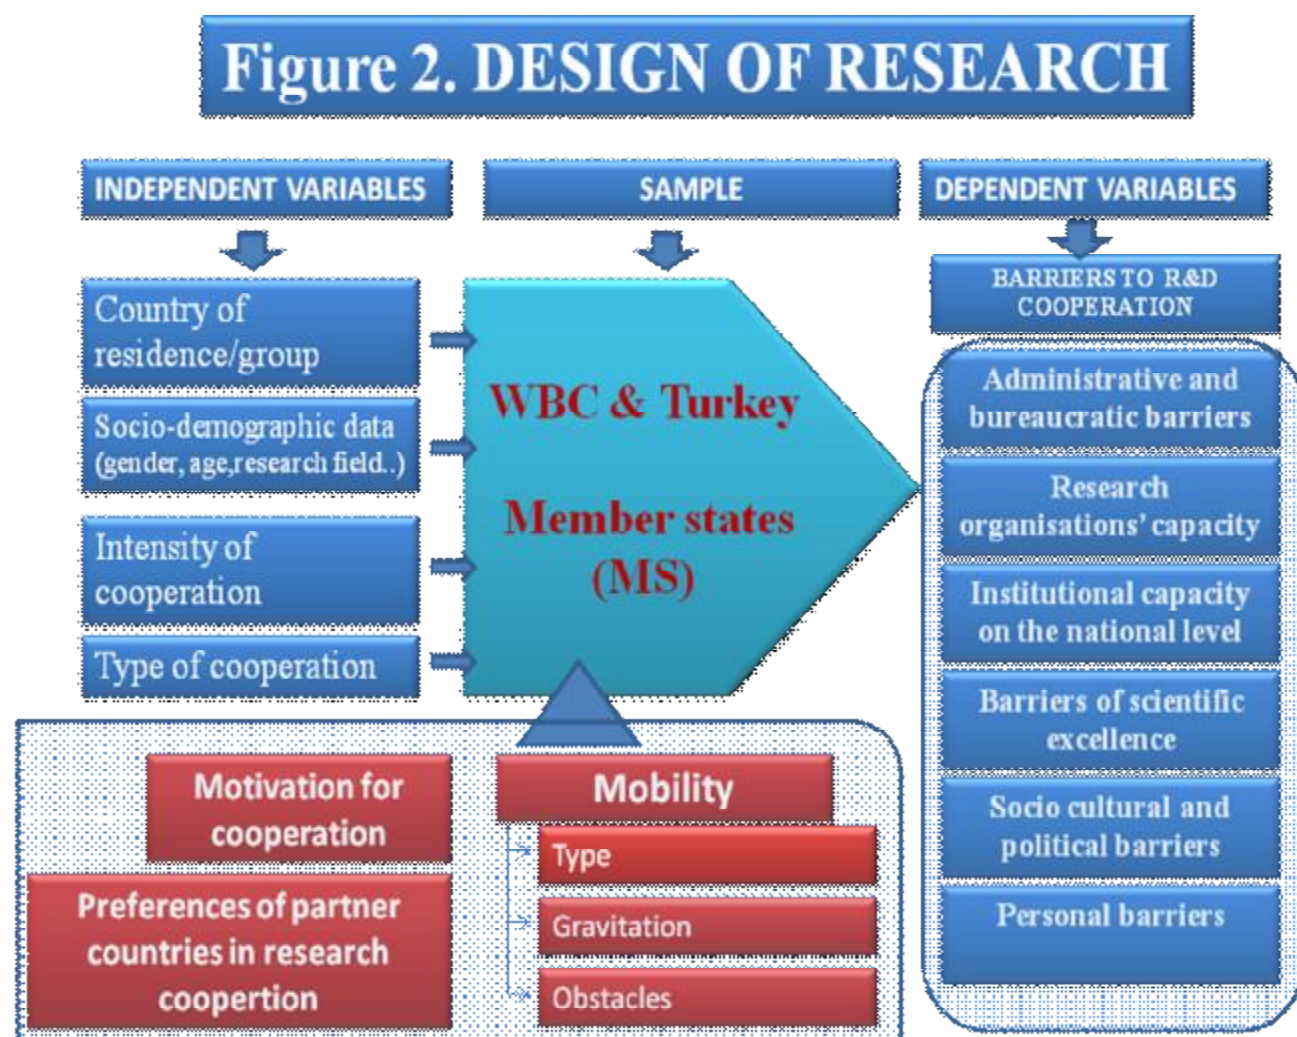 Figure 2. DESIGN OF RESEARCH
INDEPENDENT VARIABLES
SAMPLE
DEPENDENT VARIABLES
Country of
residence/group
Socio-demographic data
(gender, age,research field..)
Intensity of
cooperation
Type of cooperation
WBC & Turkey
Member states
(MS)
BARRIERS TO R&D
COOPERATION
Administrative and
bureaucratic barriers
Research
organisations’ capacity
Institutional capacity
on the national level
Barriers of scientific
excellence
Socio cultural and
political barriers
Personal barriers
Motivation for
cooperation
Preferences of partner
countries in research
coopertion
Mobility
Type
Gravitation
Obstacles